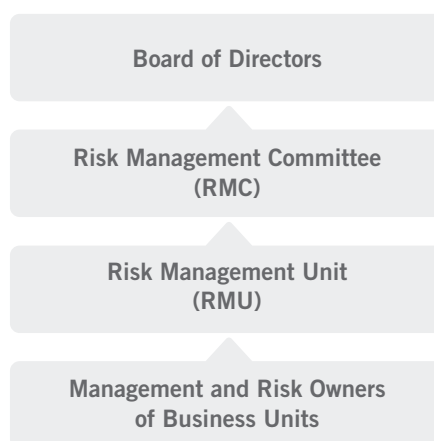 Board of Directors
Risk Management Committee
(RMC)
Risk Management Unit
(RMU)
Management and Risk Owners
of Business Units